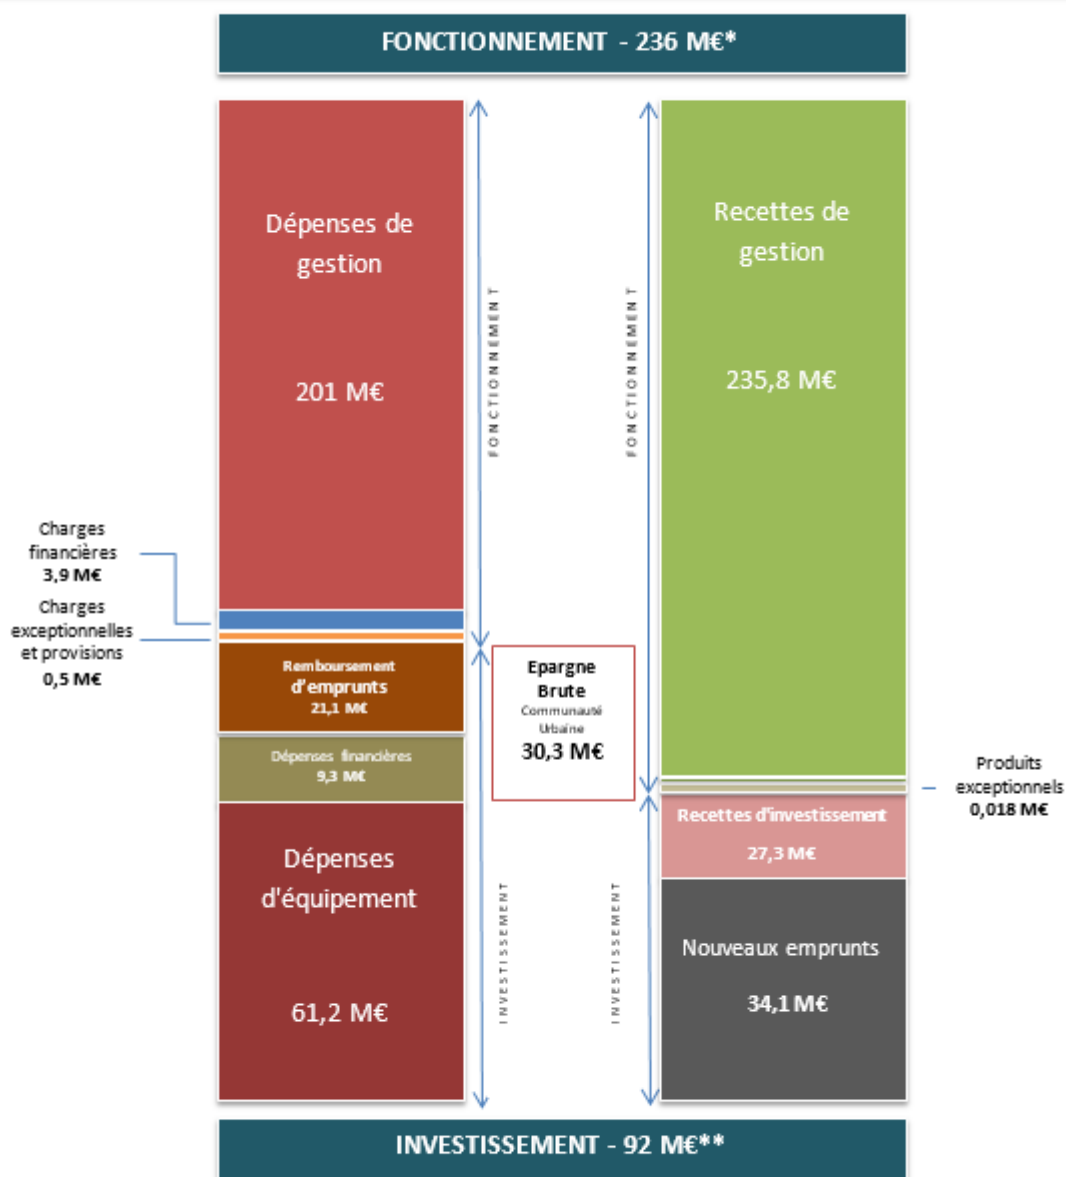 FONCTIONNEMENT - 236 M€*
Dépenses de
gestion
201 M€
Recettes de
gestion
235,8 M€
FONCTIONNEMENT
FONCTIONNEMENT
Charges
financières
3,9 M€
Charges
exceptionnelles
et provisions
0,5 M€
Remboursement
d'emprunts
21,1 M€
Dépenses financières
9,3 M€
Epargne
Brute
Communauté
Urbaine
30,3 M€
Produits
exceptionnels
0,018 M€
Recettes d'investissement
27,3 M€
Dépenses
d'équipement
61,2 M€
INVESTISSEMENT
INVESTISSEMENT
Nouveaux emprunts
34,1 M€
INVESTISSEMENT - 92 M€**